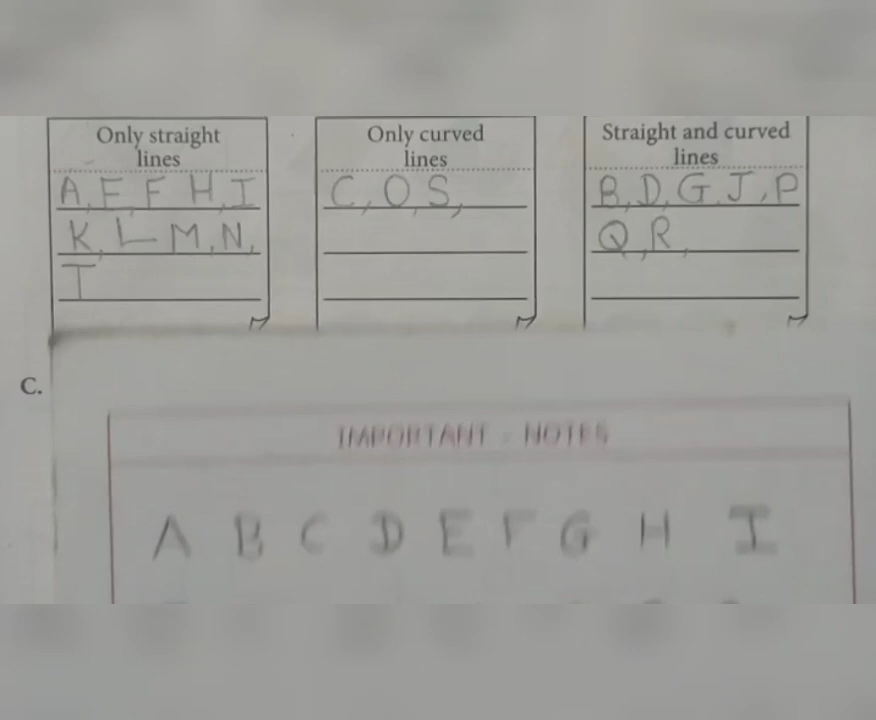 Only straight
lines
A, E, F, H, I
K, L M, N,
T
Only curved
lines
C, O, S,
Straight and curved
lines
B, D, G, J, P
Q, R,
C.
IMPORTANT - NOTES
A B C D E F G H I